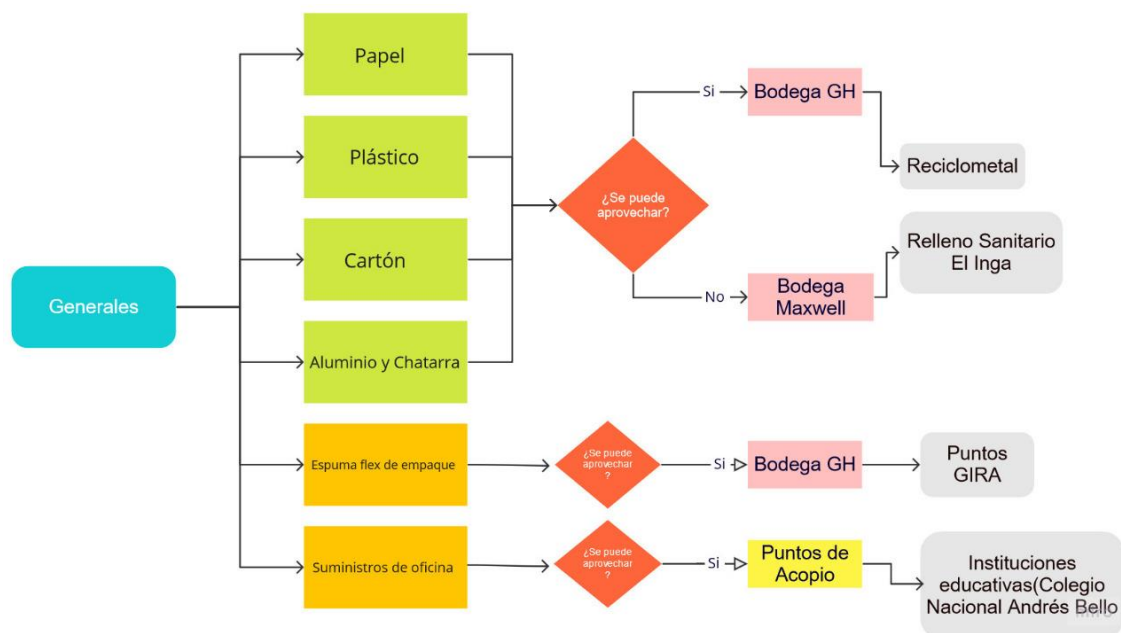 Generales
Papel
Plástico
Cartón
Aluminio y Chatarra
Espuma flex de empaque
Suministros de oficina
¿Se puede
aprovechar?
Si
Bodega GH
Reciclometal
No
Bodega
Maxwell
Relleno Sanitario
El Inga
¿Se puede
aprovechar
?
Si
Bodega GH
Puntos
GIRA
¿Se puede
aprovechar
?
Si
Puntos de
Acopio
Instituciones
educativas(Colegio
Nacional Andrés Bello
miro